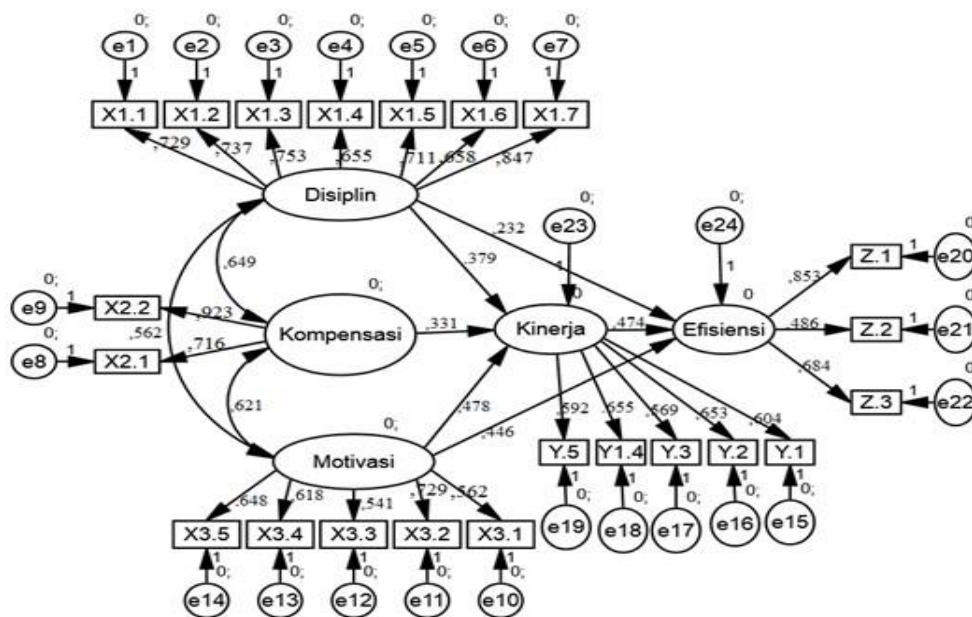 0; 0; 0; 0; 0; 0; 0;
e1 e2 e3 e4 e5 e6 e7
1 1 1 1 1 1 1
X1.1 X1.2 X1.3 X1.4 X1.5 X1.6 X1.7
,729 ,737 ,753 ,655 ,711 ,658 ,847
Disiplin
0; 0;
e23 e24
,232
,379
1 1
0;
Z.1 1 e20
,853
,649
0;
e9 1 X2.2
,923
0;
Kompensasi
,331
0
Kinerja
,474
0
Efisiensi
,486
Z.2 1 e21
0;
0;
e8 1 X2.1
,562
,716
,684
Z.3 1 e22
0;
,621
,478
,446
0;
Motivasi
,592 ,655 ,569 ,653 ,604
Y.5 Y1.4 Y.3 Y.2 Y.1
1 1 1 1 1
0; 0; 0; 0; 0;
e19 e18 e17 e16 e15
,648 ,618 ,541 ,729 ,562
X3.5 X3.4 X3.3 X3.2 X3.1
1 1 1 1 1
0; 0; 0; 0; 0;
e14 e13 e12 e11 e10